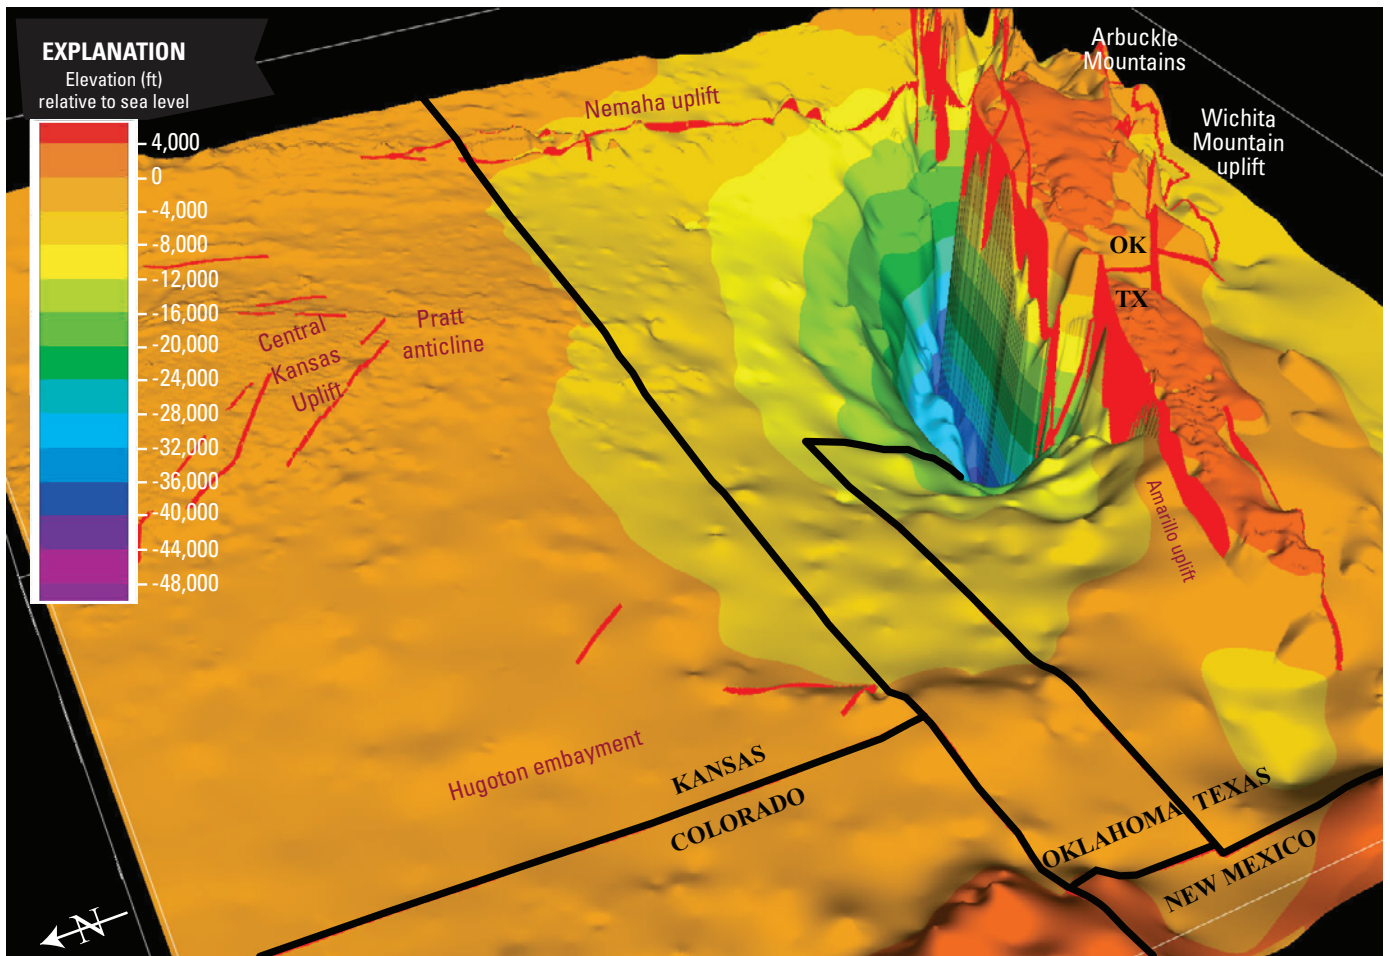 EXPLANATION
Elevation (ft)
relative to sea level
4,000
0
-4,000
-8,000
-12,000
-16,000
-20,000
-24,000
-28,000
-32,000
-36,000
-40,000
-44,000
-48,000
Nemaha uplift
Arbuckle
Mountains
Wichita
Mountain
uplift
OK
TX
Central
Kansas
Uplift
Pratt
anticline
Amarillo uplift
Hugoton embayment
KANSAS
COLORADO
OKLAHOMA
TEXAS
NEW MEXICO
N